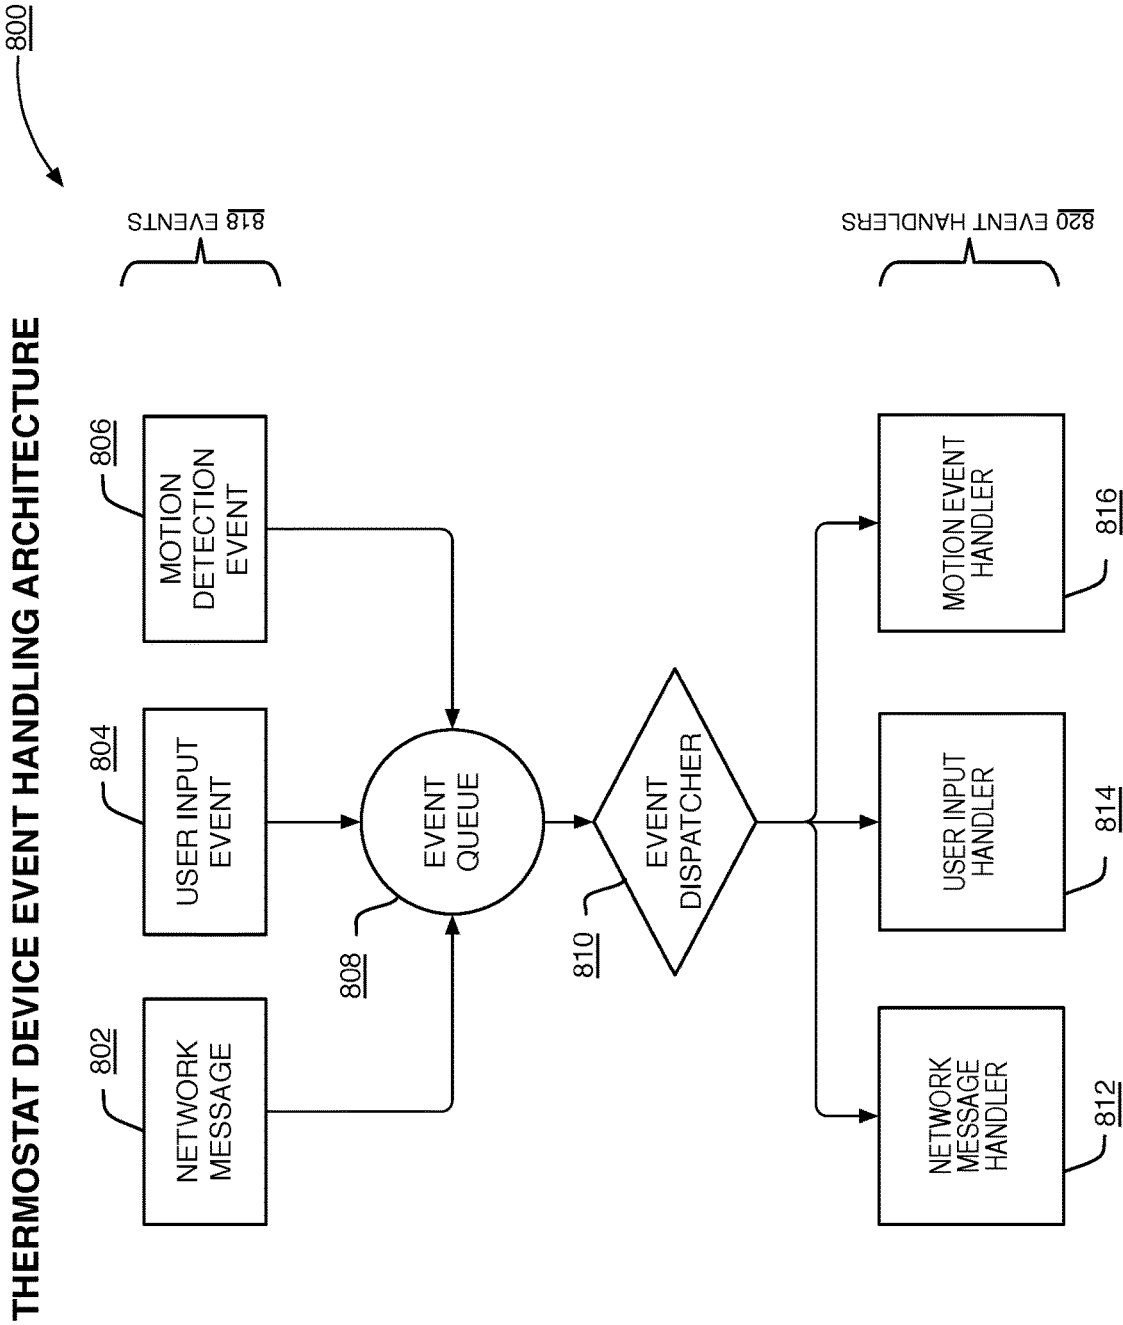 THERMOSTAT DEVICE EVENT HANDLING ARCHITECTURE
800
802
NETWORK
MESSAGE
804
USER INPUT
EVENT
806
MOTION
DETECTION
EVENT
818 EVENTS
808
EVENT
QUEUE
810
EVENT
DISPATCHER
NETWORK
MESSAGE
HANDLER
812
USER INPUT
HANDLER
814
MOTION EVENT
HANDLER
816
820 EVENT HANDLERS